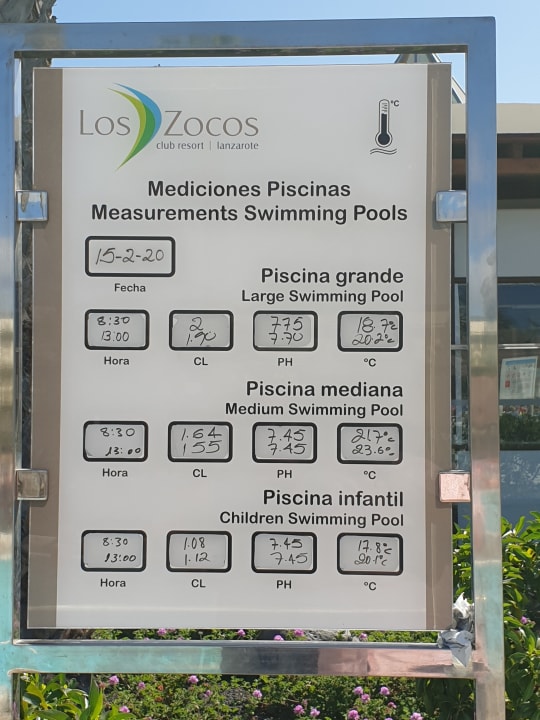 LOS ZOCOS
club resort | lanzarote
°C
Mediciones Piscinas
Measurements Swimming Pools
15-2-20
Fecha
Piscina grande
Large Swimming Pool
8:30 2 775 18.7°c
13:00 1.90 7.70 20.2°c
Hora CL PH °C
Piscina mediana
Medium Swimming Pool
8:30 1.64 7.45 21.7°c
13:00 1.55 7.45 23.6°c
Hora CL PH °C
Piscina infantil
Children Swimming Pool
8:30 1.08 7.45 17.8°c
13:00 1.12 7.45 20.1°c
Hora CL PH °C